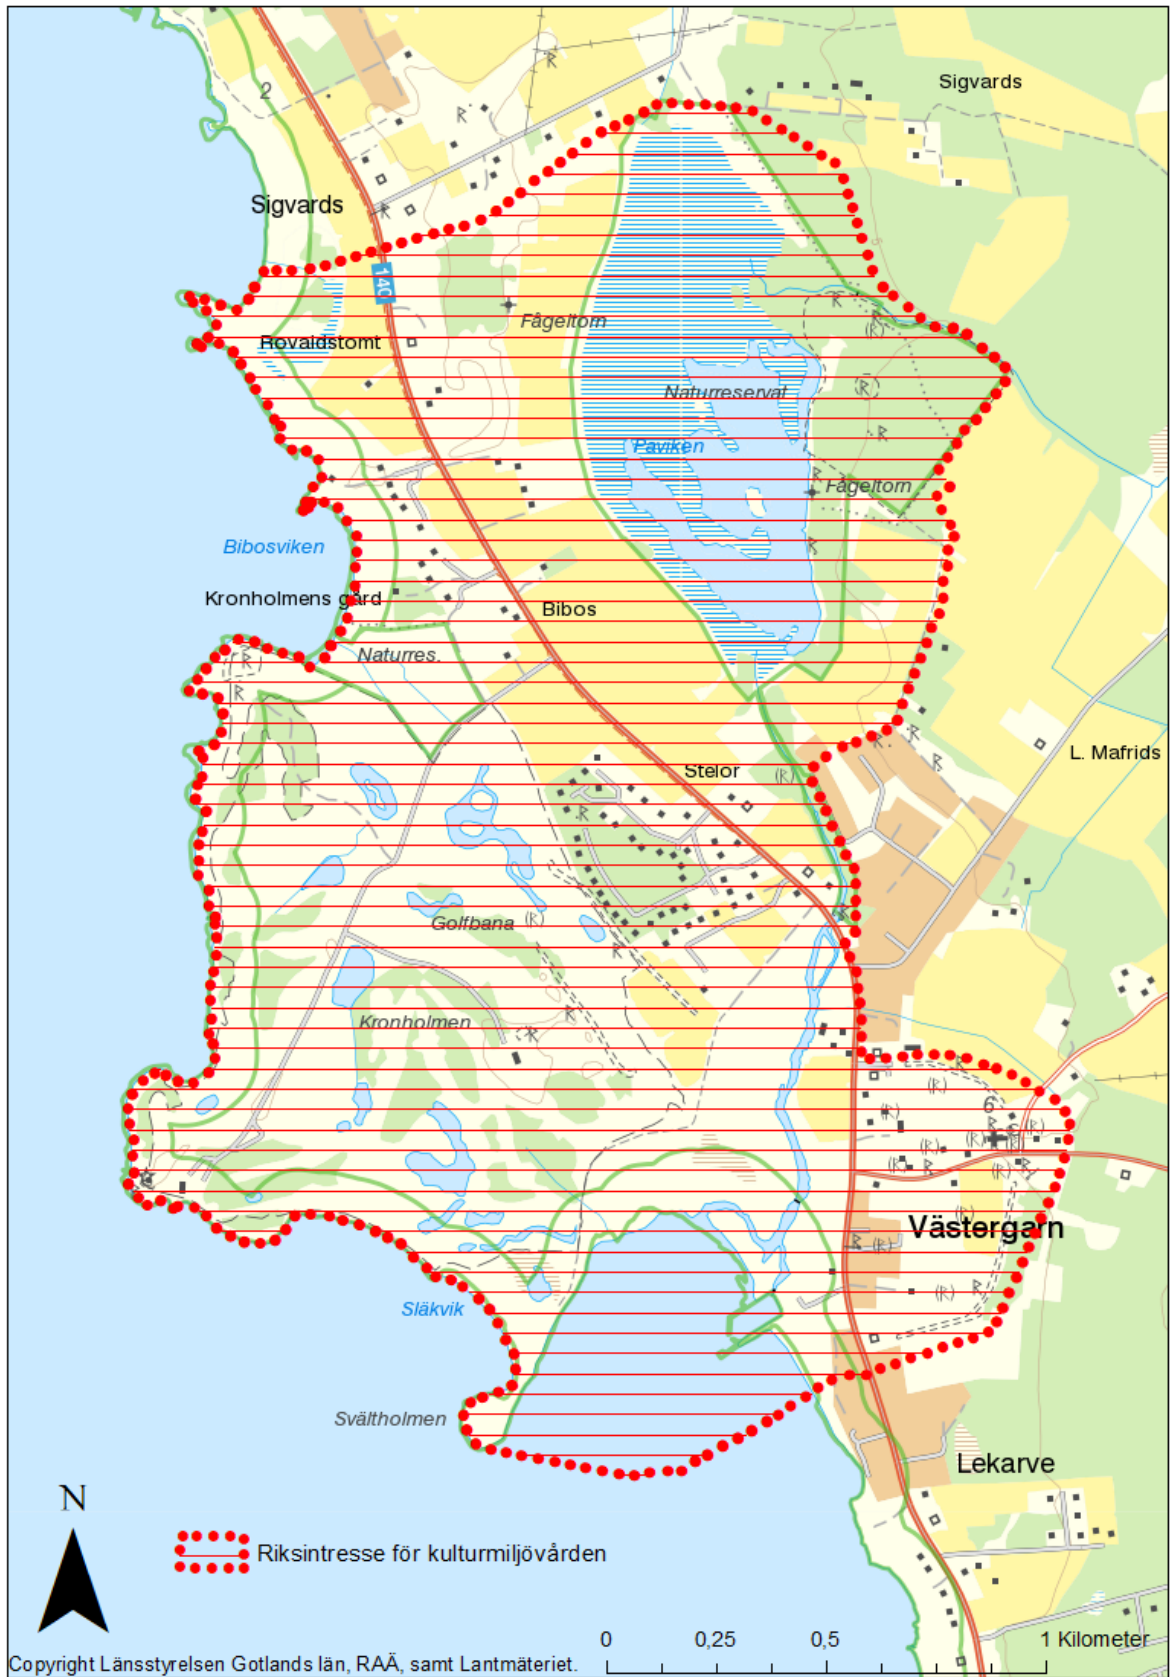 2
R
Sigvards
R
R
Sigvards
R
140
Fågeltorn
R
R
(R)
Rovaldstomt
Naturreservat
(R)
R
Paviken
R
Fågeltorn
Bibosviken
R
Kronholmens gård
Bibos
Naturres.
R
R
R
R
L. Mafrids
R
Stelor
(R)
R
Golfbana
(R)
R
R
Kronholmen
R
R
R
(R)
6
(R)
R
(R)
(R)
(R)
(R)
(R)
R
(R)
R
(R)
Västergarn
R
(R)
(R)
R
Släkvik
Svältholmen
Lekarve
N
Riksintresse för kulturmiljövården
0 0,25 0,5 1 Kilometer
Copyright Länsstyrelsen Gotlands län, RAÄ, samt Lantmäteriet.